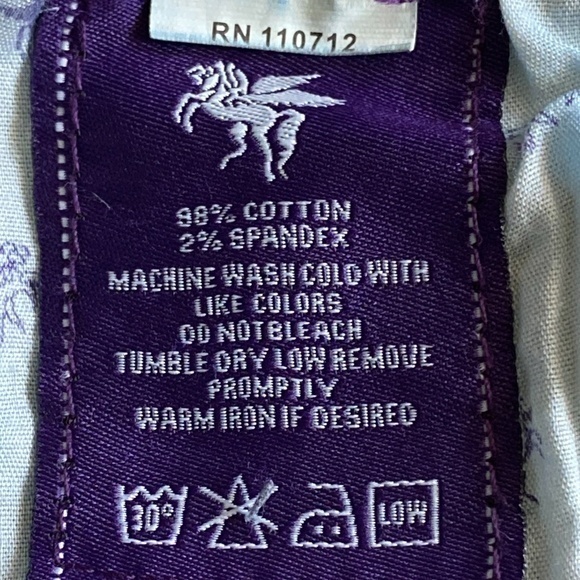 RN 110712
98% COTTON
2% SPANDEX
MACHINE WASH COLD WITH
LIKE COLORS
DO NOT BLEACH
TUMBLE DRY LOW REMOVE
PROMPTLY
WARM IRON IF DESIRED
30° LOW